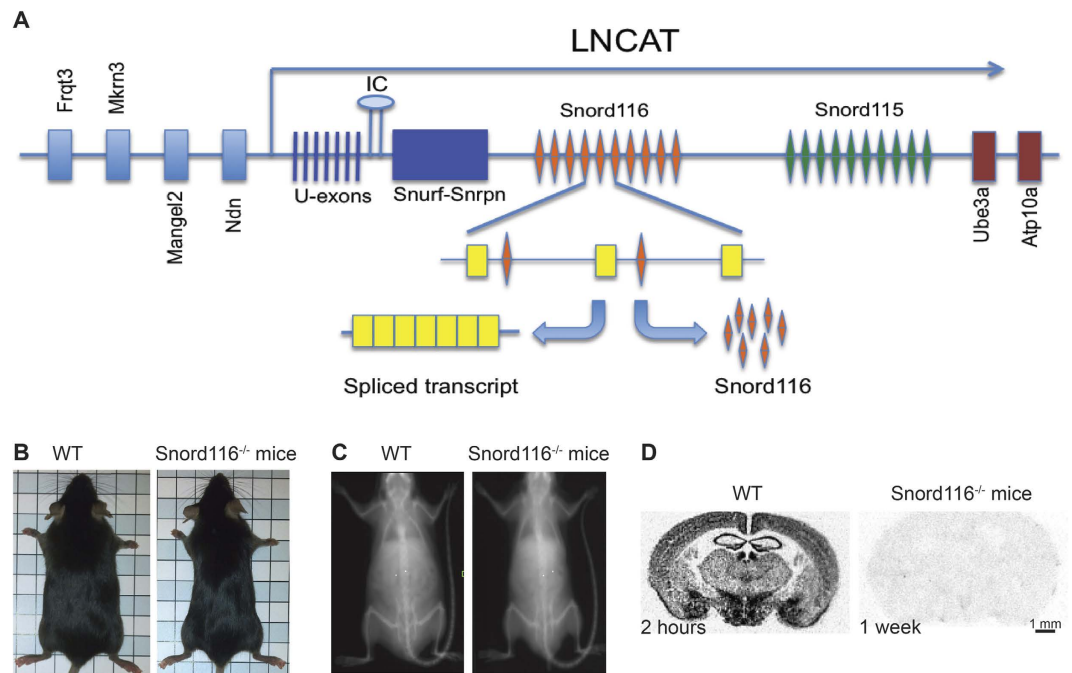 A
LNCAT
Frqt3
Mkrn3
Mangel2
Ndn
IC
U-exons
Snurf-Snrpn
Snord116
Snord115
Ube3a
Atp10a
Spliced transcript
Snord116
B
WT
Snord116-/- mice
C
WT
Snord116-/- mice
D
WT
Snord116-/- mice
2 hours
1 week
1 mm